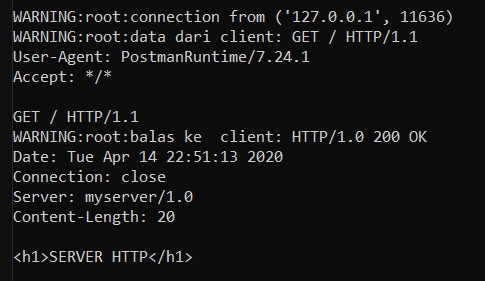 WARNING:root:connection from ('127.0.0.1', 11636)
WARNING:root:data dari client: GET / HTTP/1.1
User-Agent: PostmanRuntime/7.24.1
Accept: */*
GET / HTTP/1.1
WARNING:root:balas ke  client: HTTP/1.0 200 OK
Date: Tue Apr 14 22:51:13 2020
Connection: close
Server: myserver/1.0
Content-Length: 20
<h1>SERVER HTTP</h1>